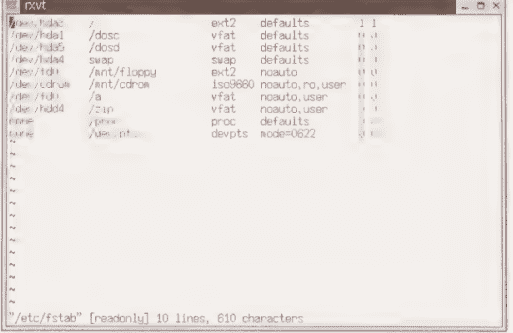 rxvt
/ ext2 defaults 1 1
/dev/hda1 /dosc vfat defaults
/dev/hda5 /dosd vfat defaults
/dev/hda4 swap swap defaults
/dev/fd0 /mnt/floppy ext2 noauto
/dev/cdrom /mnt/cdrom iso9660 noauto,ro,user
/dev/fd0 /a vfat noauto,user
/dev/hdd4 /zip vfat noauto,user
none /proc proc defaults
none devpts mode=0622
~
~
~
~
~
~
~
~
~
~
~
~
~
"/etc/fstab" [readonly] 10 lines, 610 characters